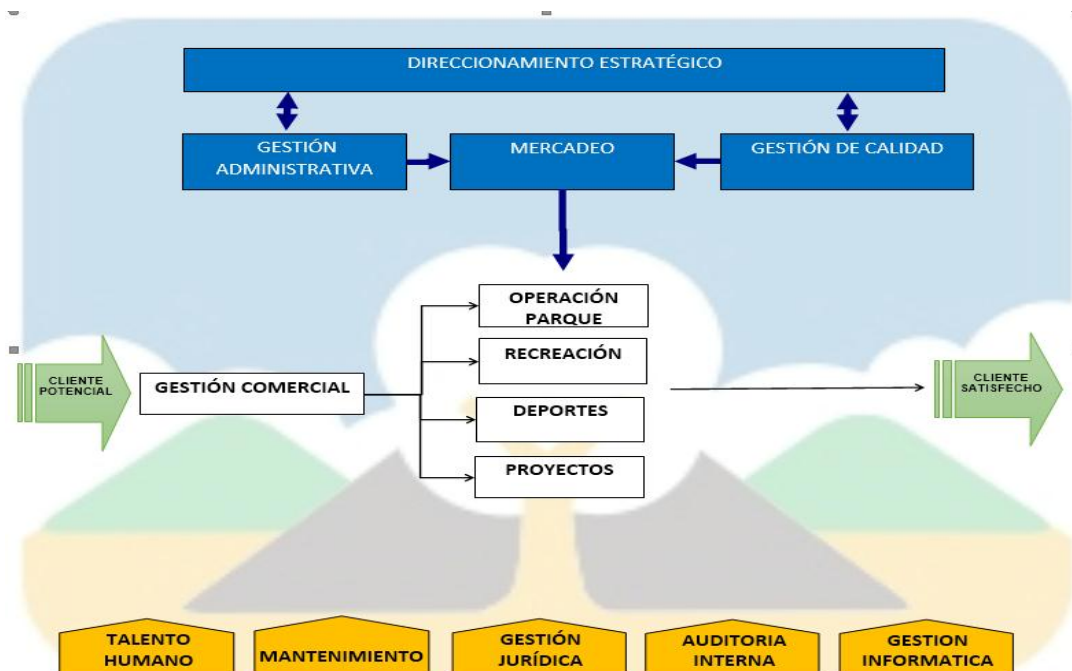 DIRECCIONAMIENTO ESTRATÉGICO
GESTIÓN
ADMINISTRATIVA
MERCADEO
GESTIÓN DE CALIDAD
OPERACIÓN
PARQUE
RECREACIÓN
CLIENTE
POTENCIAL
GESTIÓN COMERCIAL
CLIENTE
SATISFECHO
DEPORTES
PROYECTOS
TALENTO
HUMANO
MANTENIMIENTO
GESTIÓN
JURÍDICA
AUDITORIA
INTERNA
GESTION
INFORMATICA